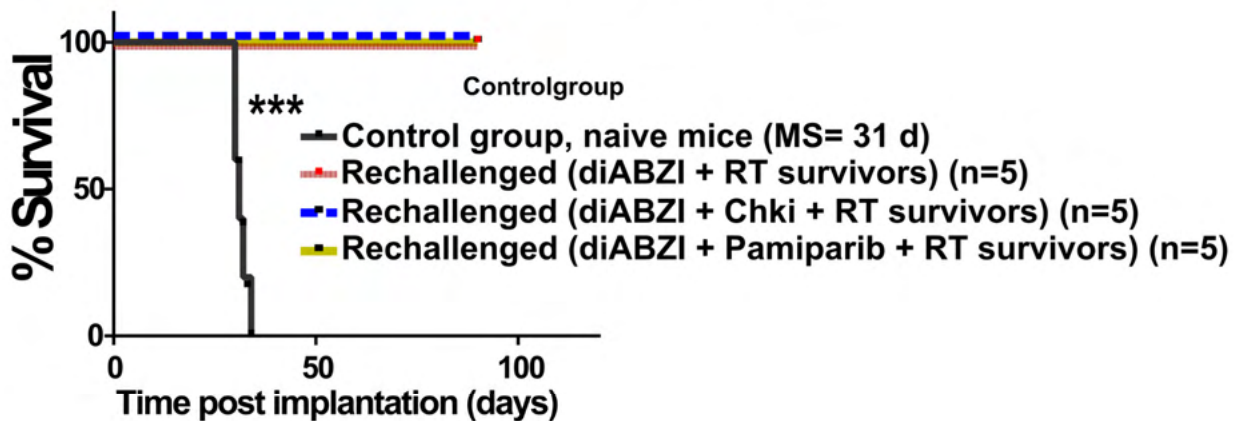 %Survival
100
50
0
***
Controlgroup
Control group, naive mice (MS= 31 d)
Rechallenged (diABZI + RT survivors) (n=5)
Rechallenged (diABZI + Chki + RT survivors) (n=5)
Rechallenged (diABZI + Pamiparib + RT survivors) (n=5)
0 50 100
Time post implantation (days)